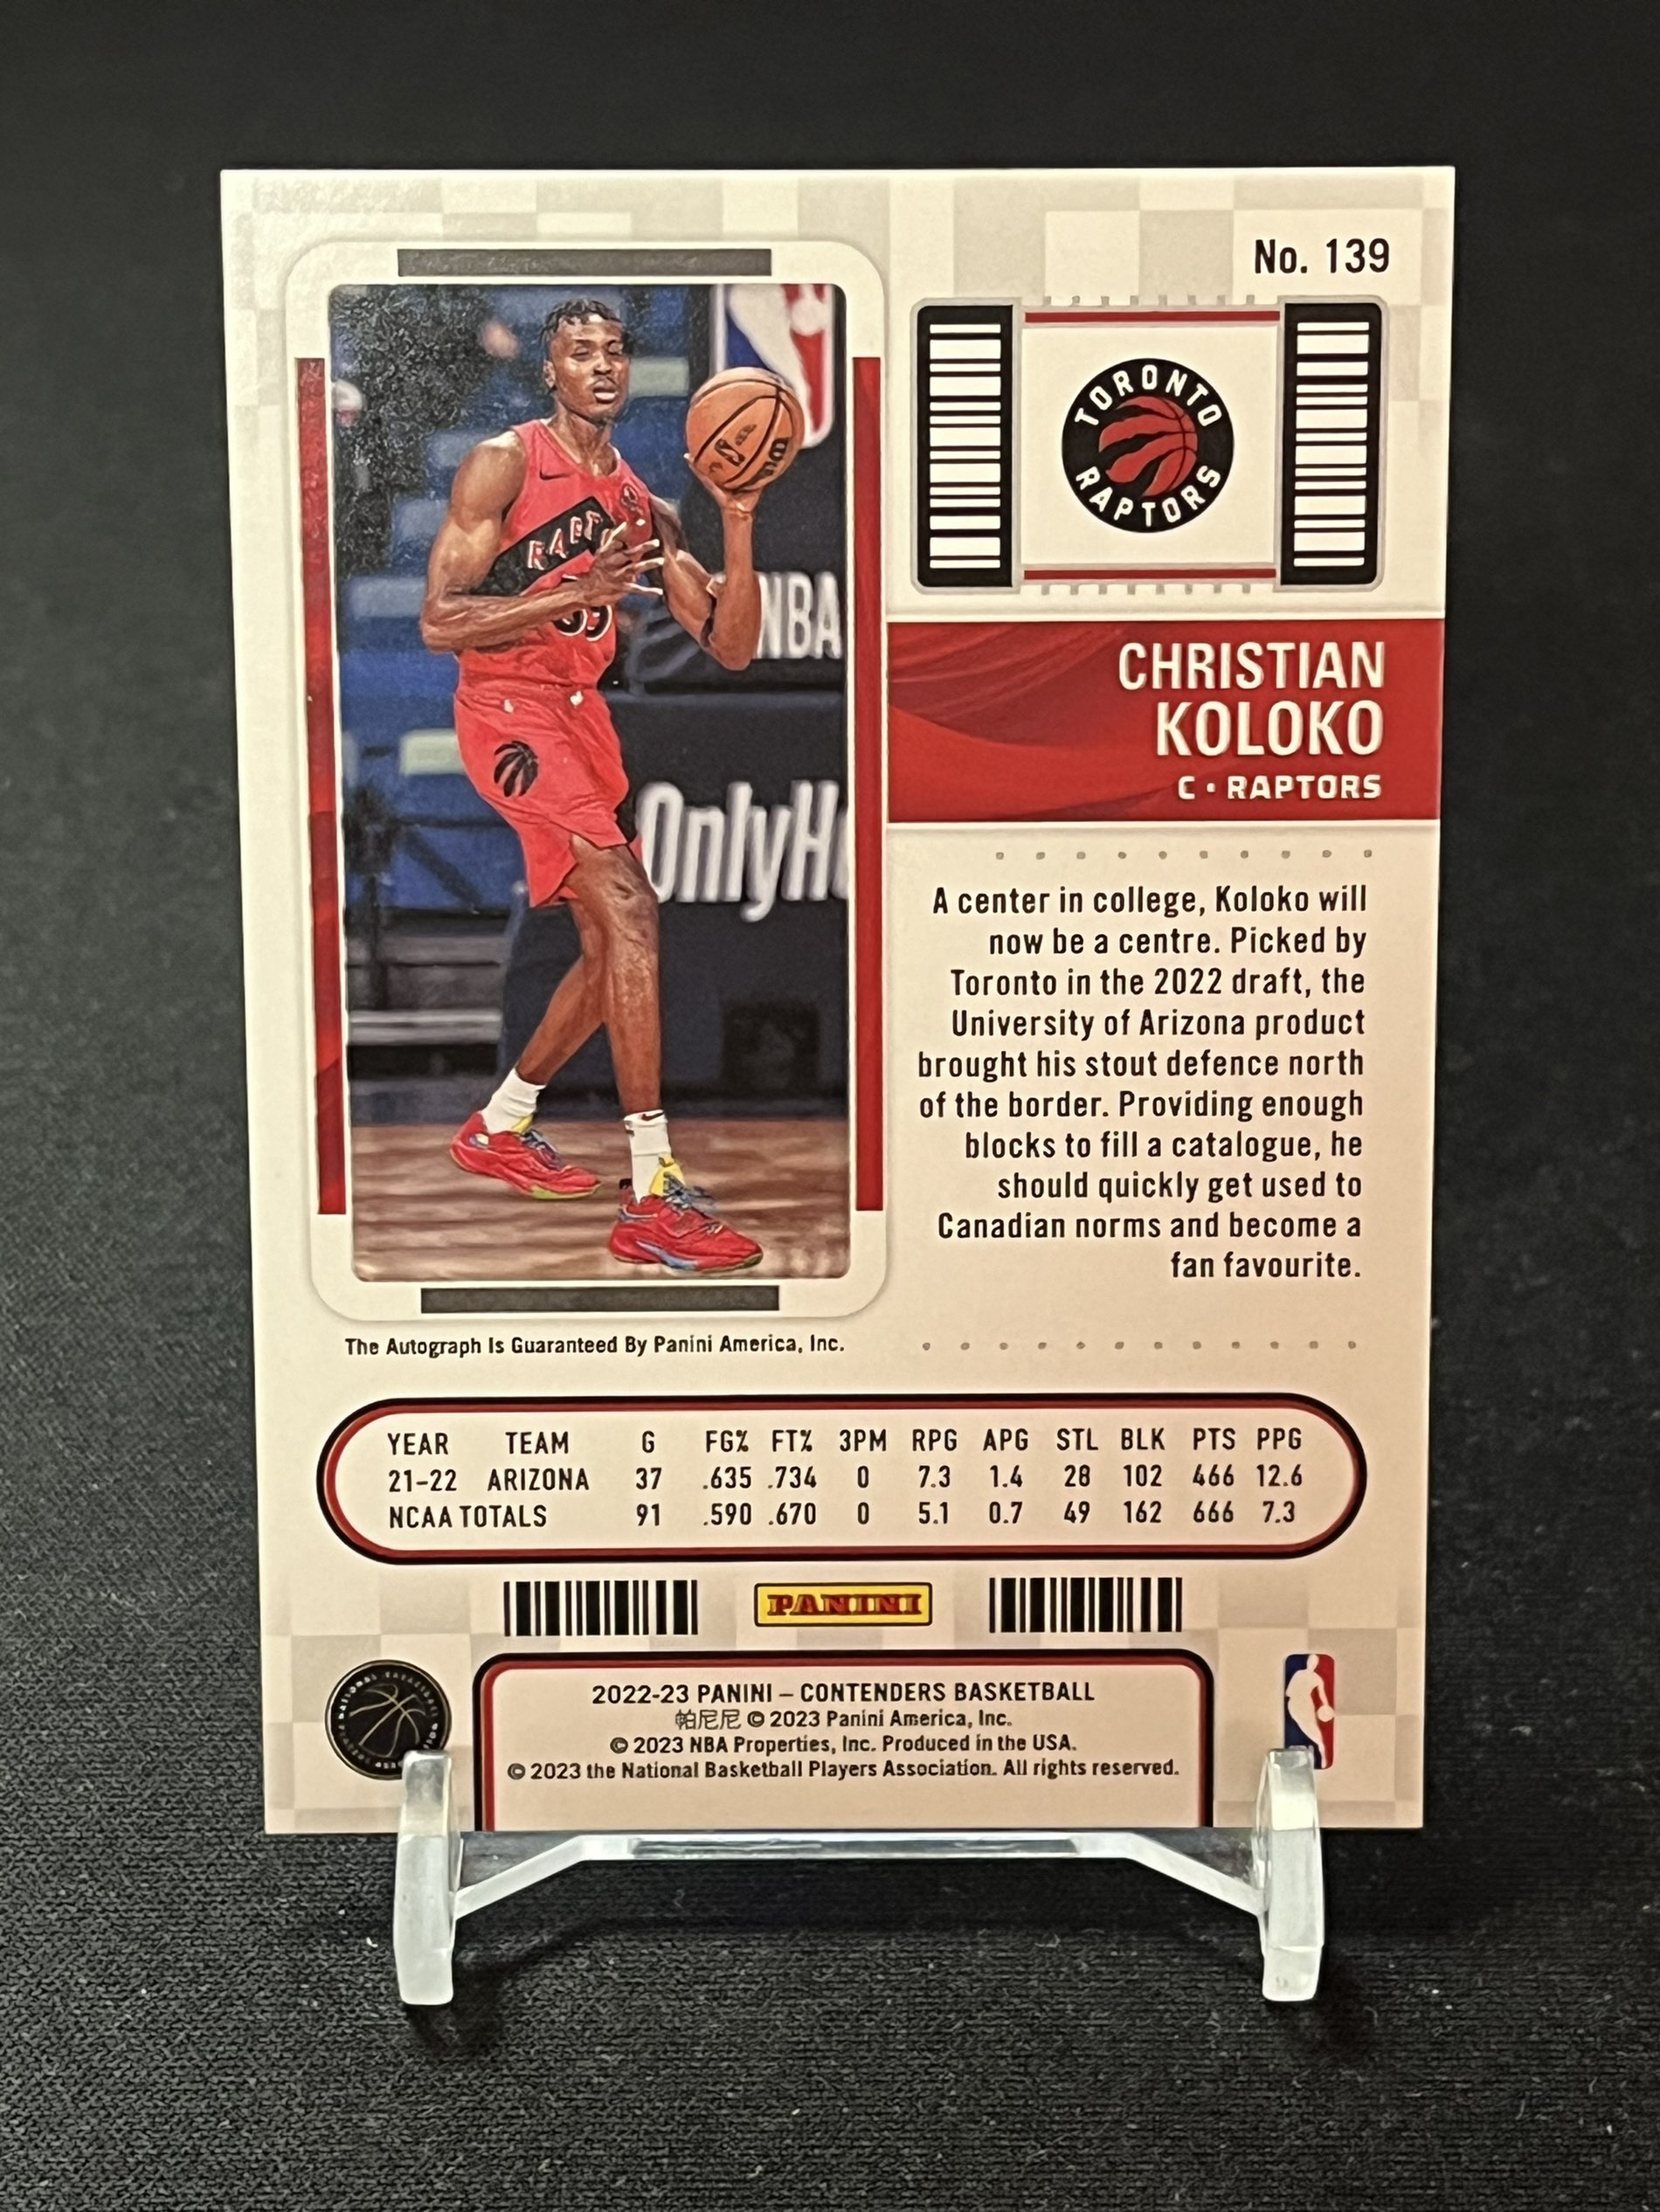 No. 139
TORONTO
RAPTORS
CHRISTIAN
KOLOKO
C • RAPTORS
NBA
OnlyH
A center in college, Koloko will
now be a centre. Picked by
Toronto in the 2022 draft, the
University of Arizona product
brought his stout defence north
of the border. Providing enough
blocks to fill a catalogue, he
should quickly get used to
Canadian norms and become a
fan favourite.
The Autograph Is Guaranteed By Panini America, Inc.
YEAR TEAM G FG% FT% 3PM RPG APG STL BLK PTS PPG
21-22 ARIZONA 37 .635 .734 0 7.3 1.4 28 102 466 12.6
NCAA TOTALS 91 .590 .670 0 5.1 0.7 49 162 666 7.3
PANINI
2022-23 PANINI – CONTENDERS BASKETBALL
帕尼尼 © 2023 Panini America, Inc.
© 2023 NBA Properties, Inc. Produced in the USA.
© 2023 the National Basketball Players Association. All rights reserved.